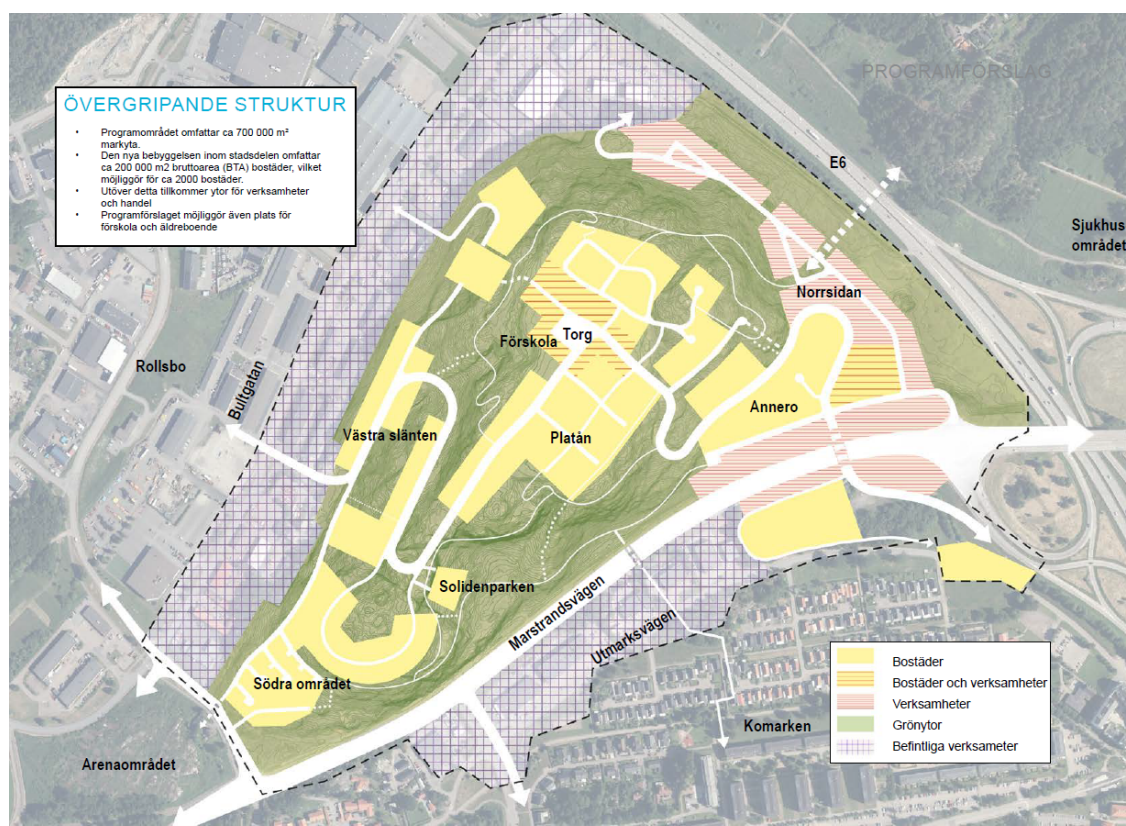 PROGRAMFÖRSLAG
ÖVERGRIPANDE STRUKTUR
• Programområdet omfattar ca 700 000 m²
markyta.
• Den nya bebyggelsen inom stadsdelen omfattar
ca 200 000 m2 bruttoarea (BTA) bostäder, vilket
möjliggör för ca 2000 bostäder.
• Utöver detta tillkommer ytor för verksamheter
och handel
• Programförslaget möjliggör även plats för
förskola och äldreboende
E6
Sjukhus
området
Norrsidan
Torg
Förskola
Rollsbo
Bultgatan
Annero
Västra slänten
Platån
Solidenparken
Marstrandsvägen
Utmarksvägen
Södra området
Komarken
Arenaområdet
Bostäder
Bostäder och verksamheter
Verksamheter
Grönytor
Befintliga verksameter